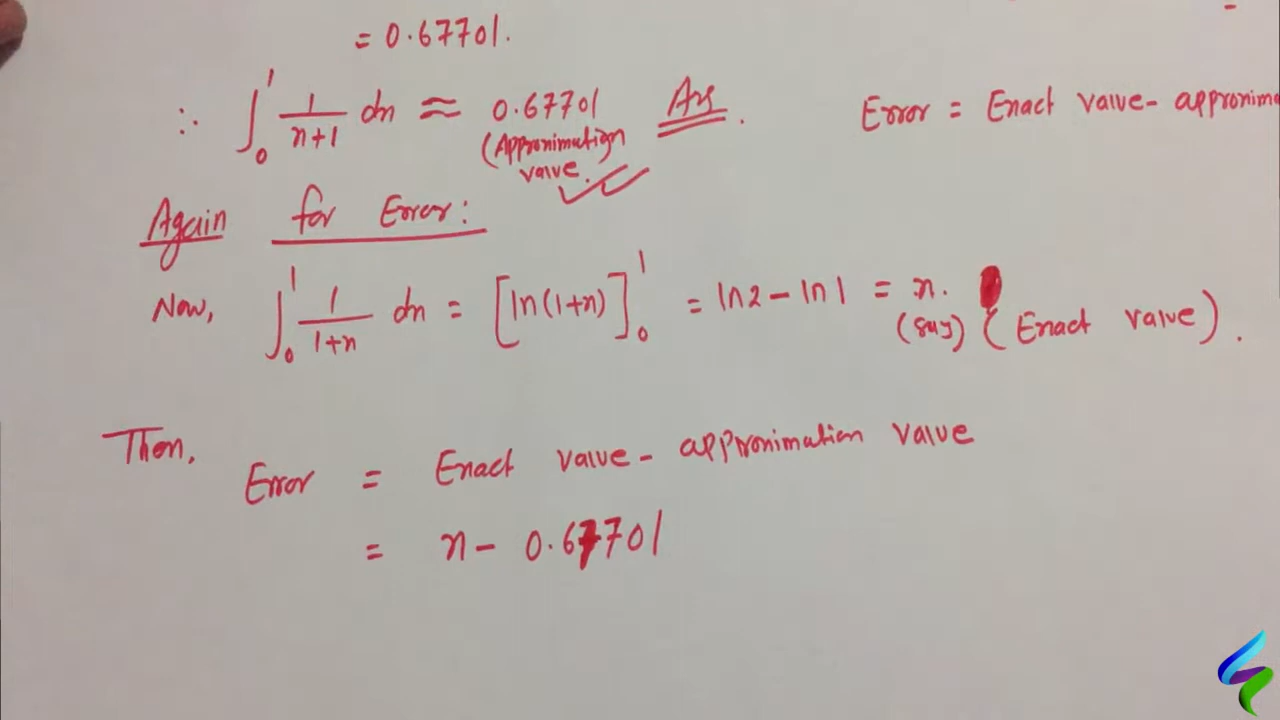 = 0.67701.
∴ ∫₀¹ 1/(x+1) dx ≈ 0.67701 Ans.
(Approximation
value.
Error = Exact value - approxima
Again for Error:
Now, ∫₀¹ 1/(1+x) dx = [ln(1+x)]₀¹ = ln2 - ln1 = x.
(say) (Exact value).
Then,
Error = Exact value - approximation value
= x - 0.67701